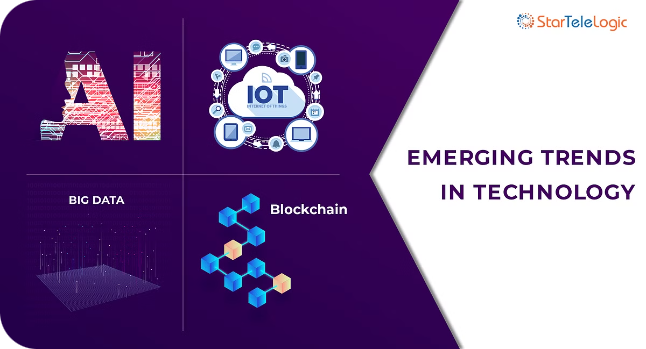 StarTeleLogic
AI
IOT
INTERNET OF THINGS
EMERGING TRENDS
IN TECHNOLOGY
BIG DATA
Blockchain